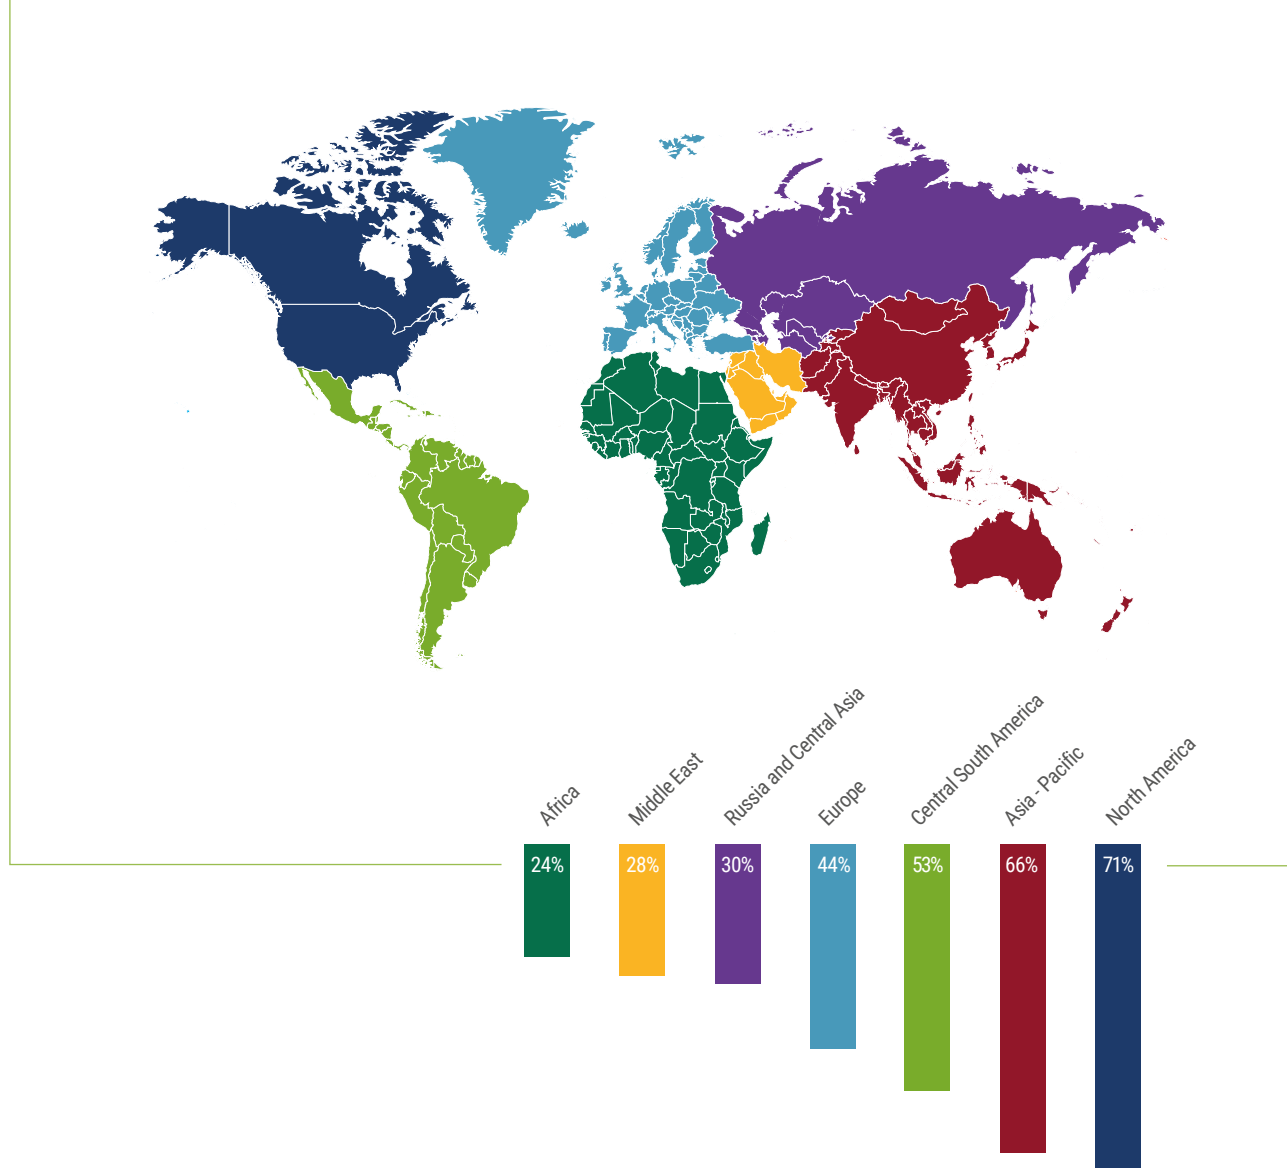 Africa
Middle East
Russia and Central Asia
Europe
Central South America
Asia - Pacific
North America
24%
28%
30%
44%
53%
66%
71%